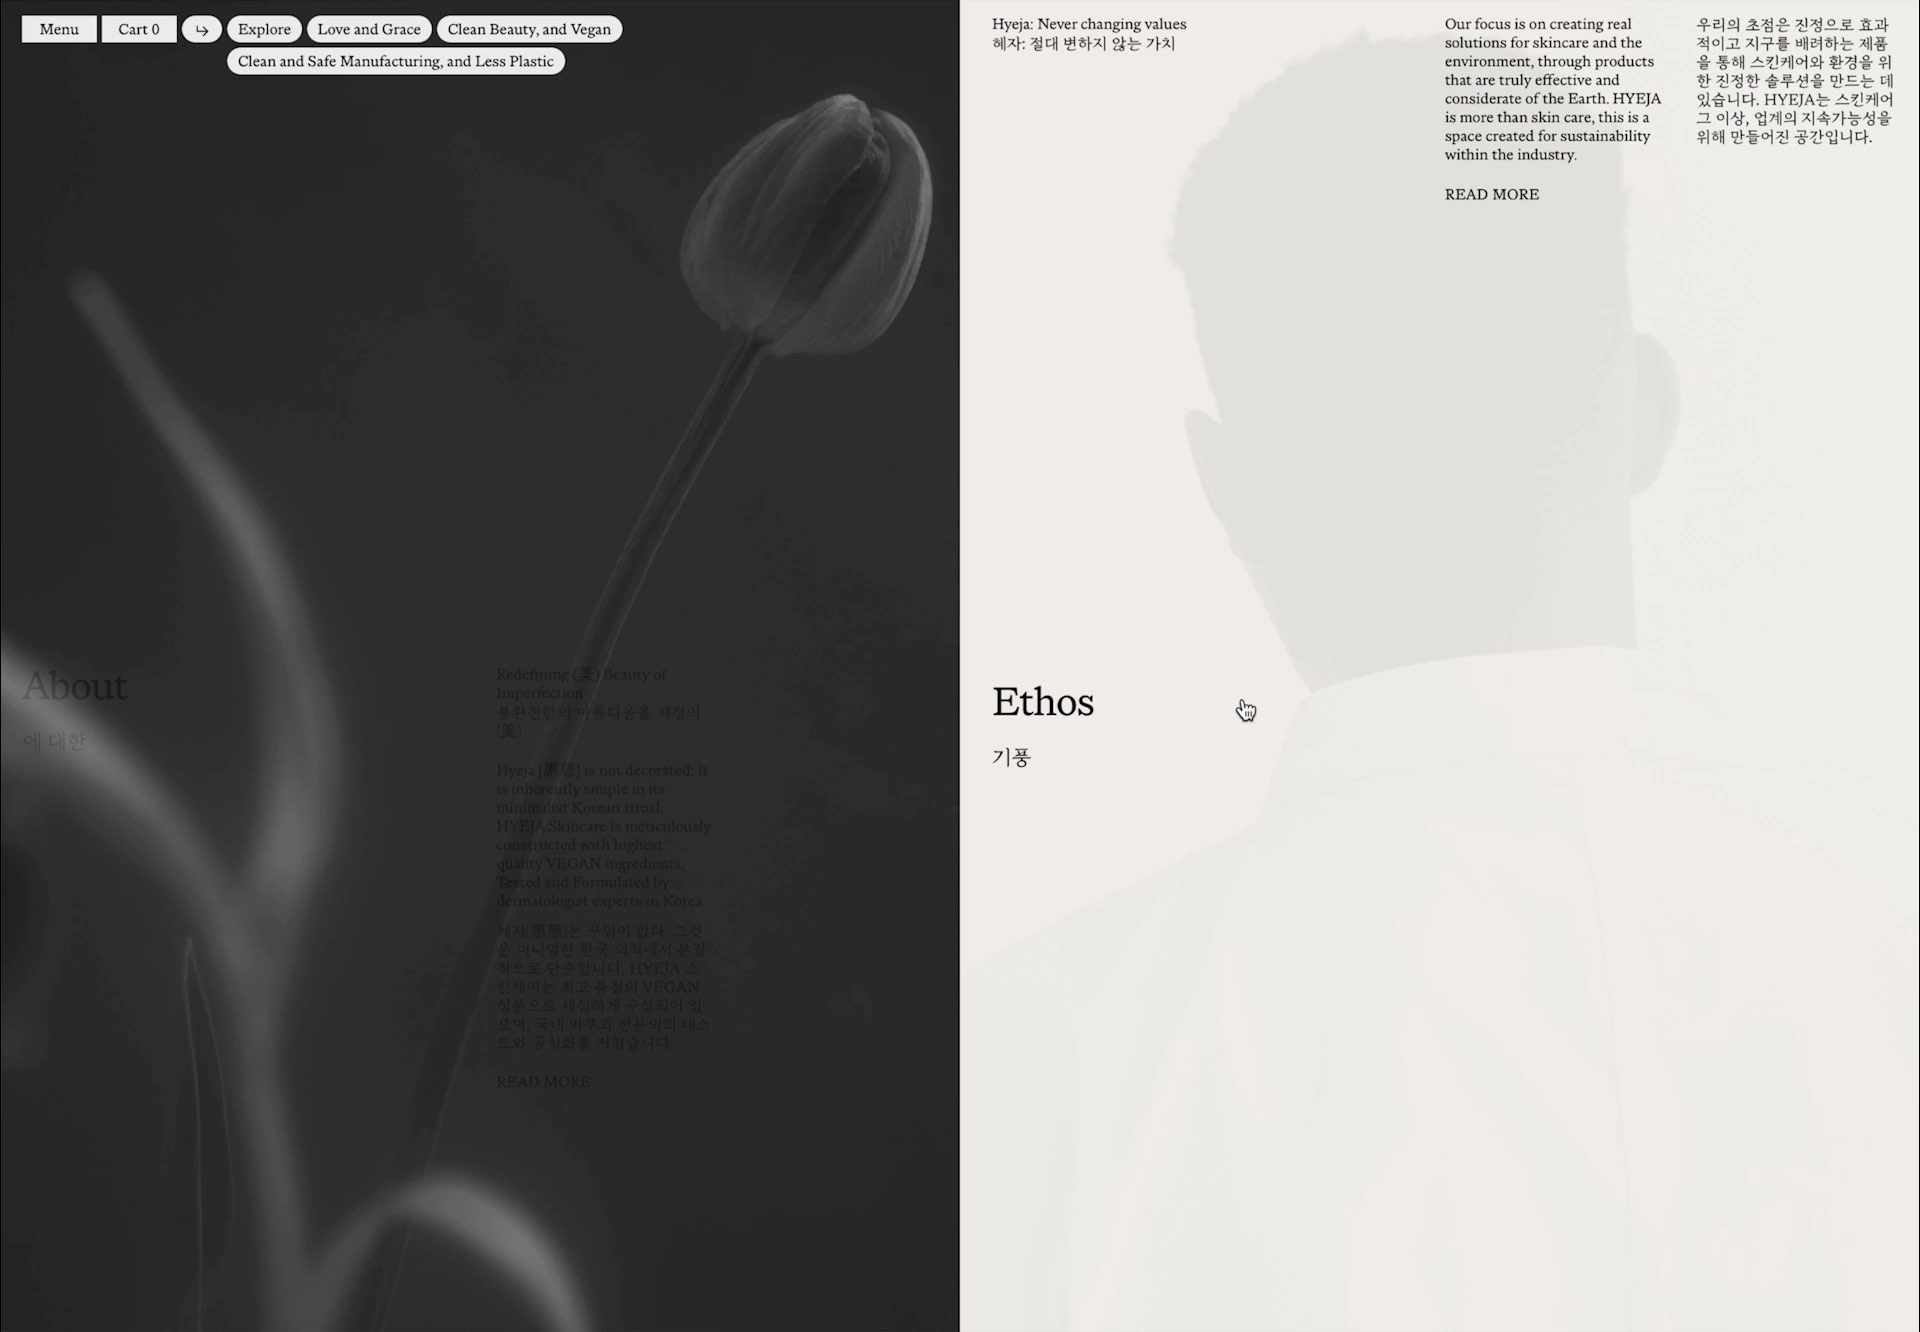 Menu
Cart 0
Explore
Love and Grace
Clean Beauty, and Vegan
Clean and Safe Manufacturing, and Less Plastic
About
에 대한
Redefining (美) Beauty of
Imperfection
불완전함의 아름다움을 재정의
(美)
Hyeja [惠慈] is not decorated; it
is inherently simple in its
minimalist Korean ritual.
HYEJA Skincare is meticulously
constructed with highest
quality VEGAN ingredients,
Tested and Formulated by
dermatologist experts in Korea.
혜자[惠慈]는 꾸밈이 없다. 그것
은 미니멀한 한국 의식에서 본질
적으로 단순합니다. HYEJA 스
킨케어는 최고 품질의 VEGAN
성분으로 세심하게 구성되어 있
으며, 국내 피부과 전문의의 테스
트와 공식화를 거쳤습니다.
READ MORE
Hyeja: Never changing values
혜자: 절대 변하지 않는 가치
Our focus is on creating real
solutions for skincare and the
environment, through products
that are truly effective and
considerate of the Earth. HYEJA
is more than skin care, this is a
space created for sustainability
within the industry.
READ MORE
우리의 초점은 진정으로 효과
적이고 지구를 배려하는 제품
을 통해 스킨케어와 환경을 위
한 진정한 솔루션을 만드는 데
있습니다. HYEJA는 스킨케어
그 이상, 업계의 지속가능성을
위해 만들어진 공간입니다.
Ethos
기풍